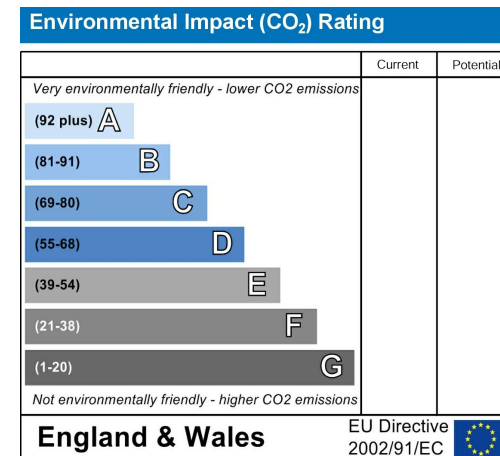 Environmental Impact (CO₂) Rating
Current Potential
Very environmentally friendly - lower CO2 emissions
(92 plus) A
(81-91) B
(69-80) C
(55-68) D
(39-54) E
(21-38) F
(1-20) G
Not environmentally friendly - higher CO2 emissions
England & Wales
EU Directive
2002/91/EC